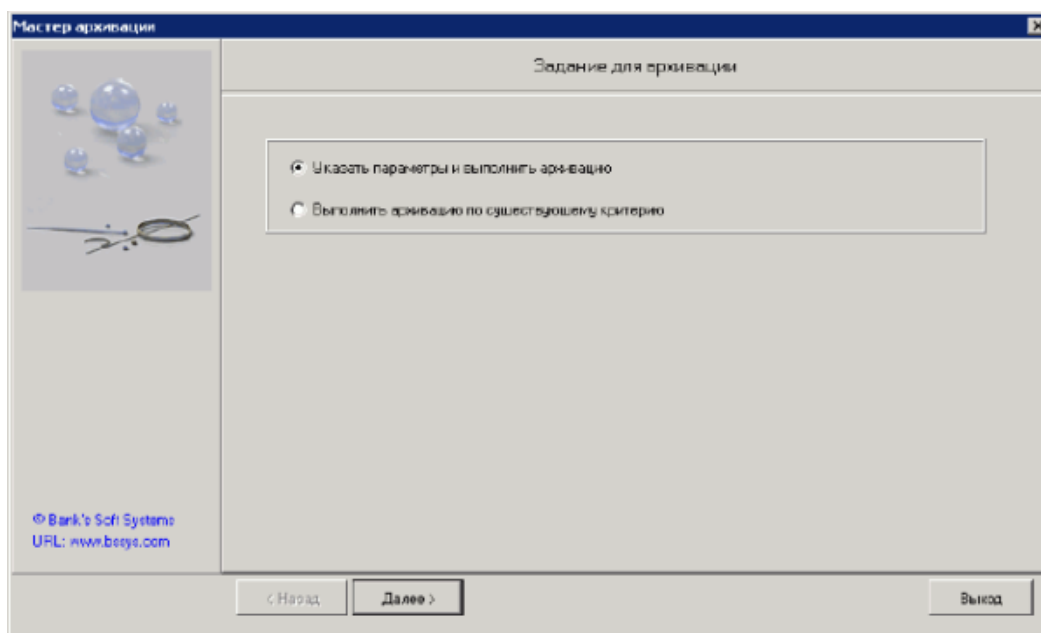 Мастер архивации
Задание для архивации
Указать параметры и выполнить архивацию
Выполнить архивацию по существующему критерию
© Bank's Soft Systems
URL: www.bssys.com
< Назад
Далее >
Выход